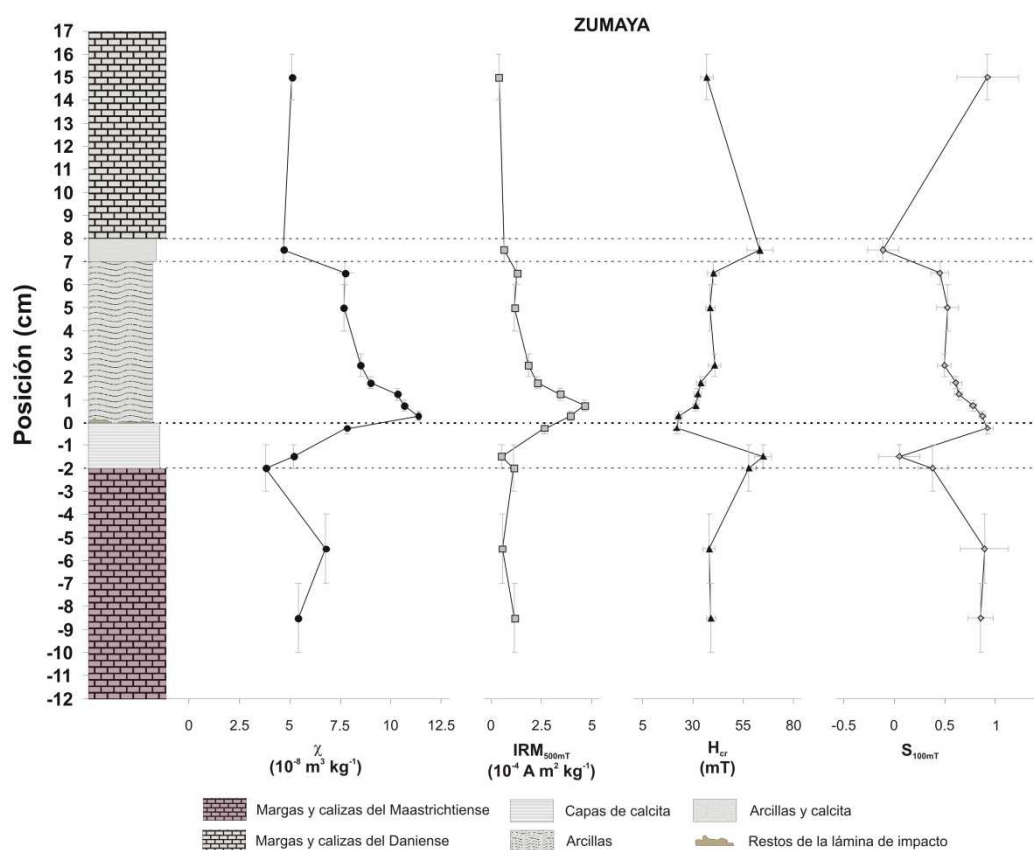 ZUMAYA
Posición (cm)
17
16
15
14
13
12
11
10
9
8
7
6
5
4
3
2
1
0
-1
-2
-3
-4
-5
-6
-7
-8
-9
-10
-11
-12
0 2.5 5 7.5 10 12.5
χ
(10⁻⁸ m³ kg⁻¹)
0 2.5 5
IRM500mT
(10⁻⁴ A m² kg⁻¹)
5 30 55 80
Hcr
(mT)
-0.5 0 0.5 1
S100mT
Margas y calizas del Maastrichtiense
Capas de calcita
Arcillas y calcita
Margas y calizas del Daniense
Arcillas
Restos de la lámina de impacto